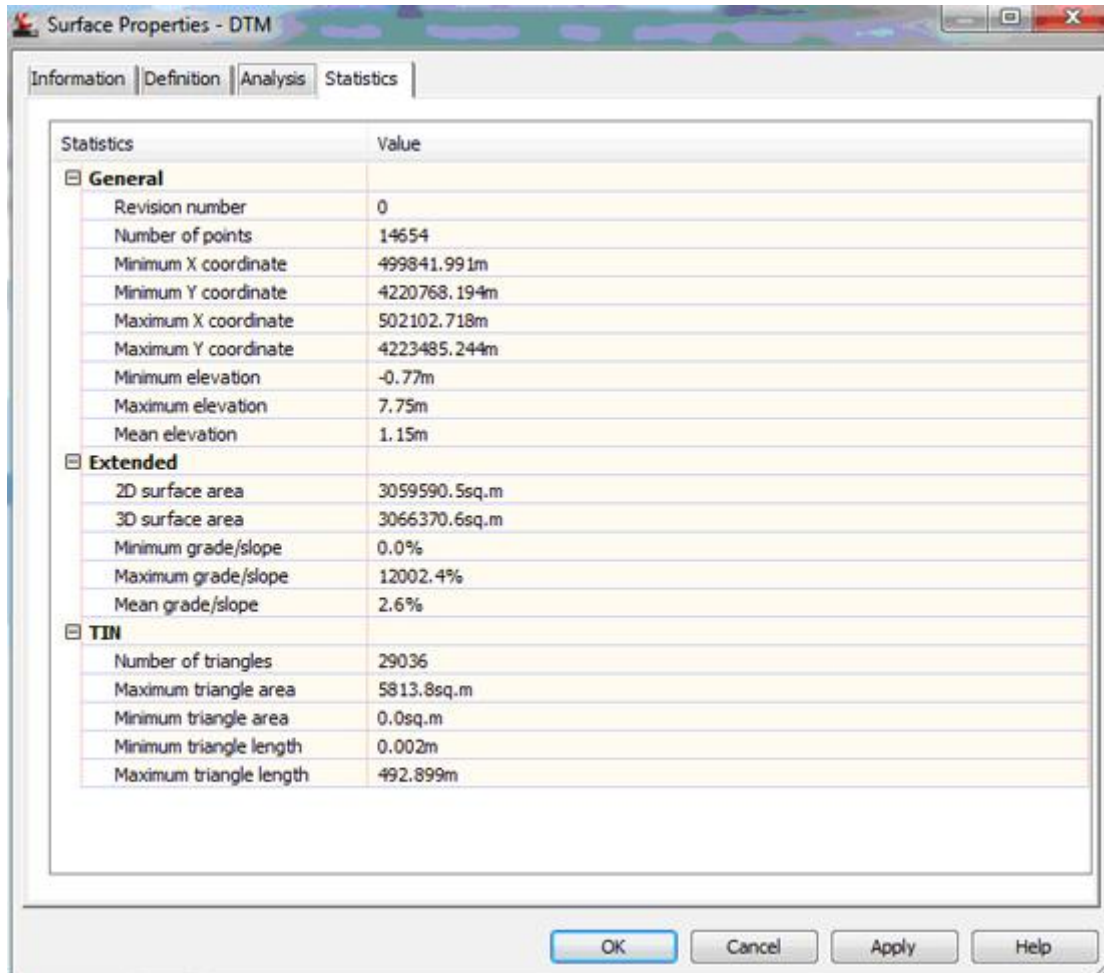 Surface Properties - DTM
Information Definition Analysis Statistics
Statistics Value
General
Revision number 0
Number of points 14654
Minimum X coordinate 499841.991m
Minimum Y coordinate 4220768.194m
Maximum X coordinate 502102.718m
Maximum Y coordinate 4223485.244m
Minimum elevation -0.77m
Maximum elevation 7.75m
Mean elevation 1.15m
Extended
2D surface area 3059590.5sq.m
3D surface area 3066370.6sq.m
Minimum grade/slope 0.0%
Maximum grade/slope 12002.4%
Mean grade/slope 2.6%
TIN
Number of triangles 29036
Maximum triangle area 5813.8sq.m
Minimum triangle area 0.0sq.m
Minimum triangle length 0.002m
Maximum triangle length 492.899m
OK Cancel Apply Help